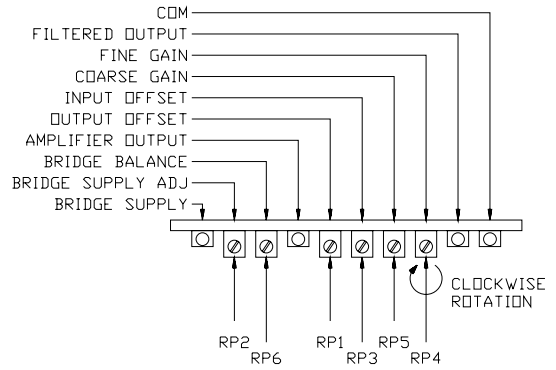 COM
FILTERED OUTPUT
FINE GAIN
COARSE GAIN
INPUT OFFSET
OUTPUT OFFSET
AMPLIFIER OUTPUT
BRIDGE BALANCE
BRIDGE SUPPLY ADJ
BRIDGE SUPPLY
CLOCKWISE
ROTATION
RP2 RP1 RP5
RP6 RP3 RP4